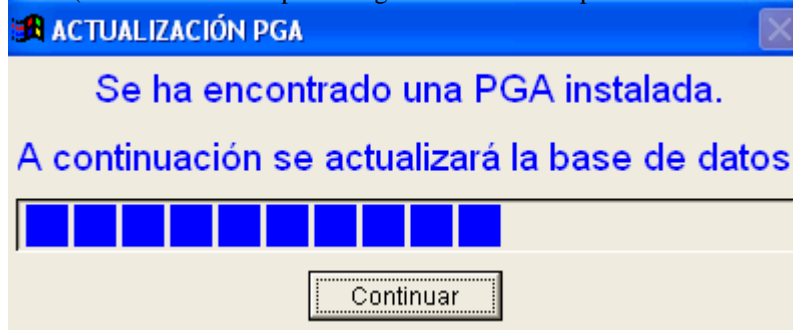 ACTUALIZACIÓN PGA
Se ha encontrado una PGA instalada.
A continuación se actualizará la base de datos
Continuar